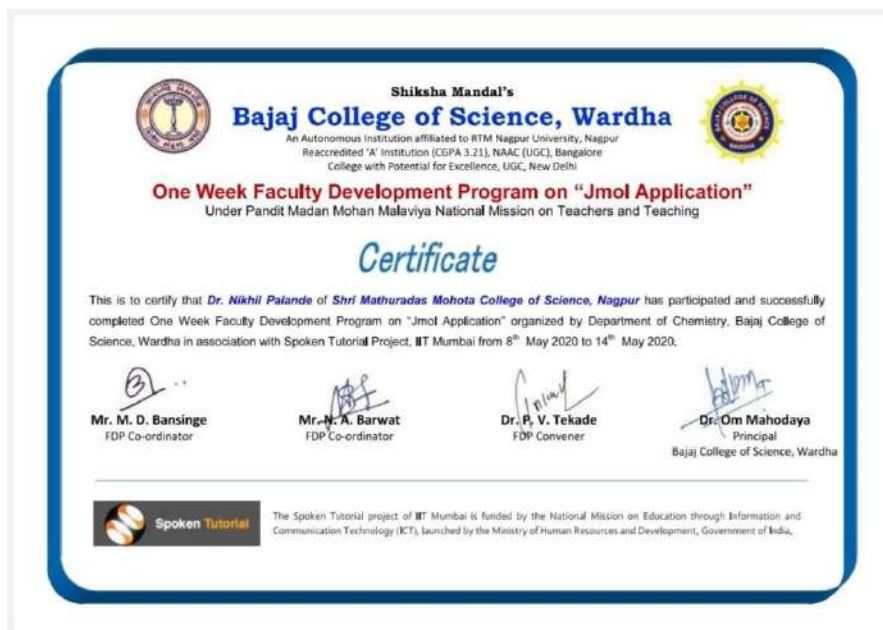 Shiksha Mandal's
Bajaj College of Science, Wardha
An Autonomous Institution affiliated to RTM Nagpur University, Nagpur
Reaccredited 'A' Institution (CGPA 3.21), NAAC (UGC), Bangalore
College with Potential for Excellence, UGC, New Delhi
One Week Faculty Development Program on "Jmol Application"
Under Pandit Madan Mohan Malaviya National Mission on Teachers and Teaching
Certificate
This is to certify that Dr. Nikhil Palande of Shri Mathuradas Mohota College of Science, Nagpur has participated and successfully
completed One Week Faculty Development Program on "Jmol Application" organized by Department of Chemistry, Bajaj College of
Science, Wardha in association with Spoken Tutorial Project, IIT Mumbai from 8th May 2020 to 14th May 2020.
Mr. M. D. Bansinge Mr. N. A. Barwat Dr. P. V. Tekade Dr. Om Mahodaya
FDP Co-ordinator FDP Co-ordinator FDP Convener Principal
Bajaj College of Science, Wardha
Spoken Tutorial
The Spoken Tutorial project of IIT Mumbai is funded by the National Mission on Education through Information and
Communication Technology (ICT), launched by the Ministry of Human Resources and Development, Government of India.